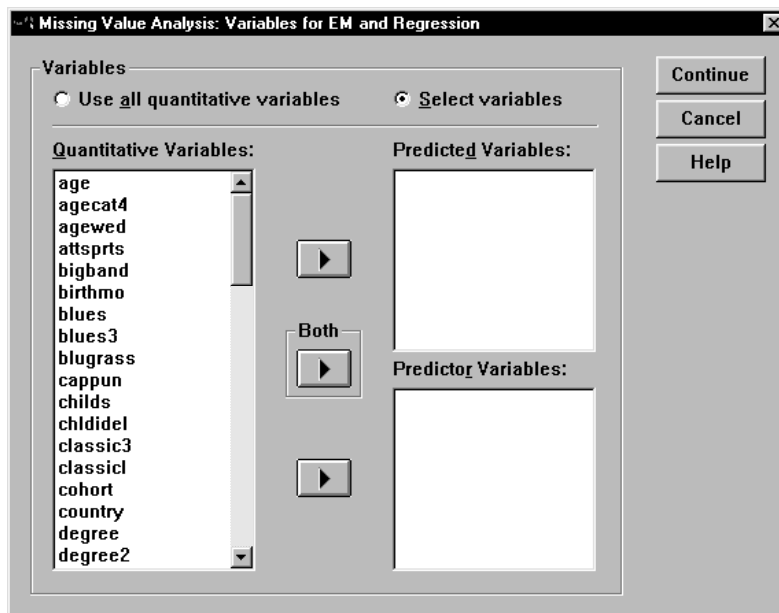 Missing Value Analysis: Variables for EM and Regression
Variables
Use all quantitative variables
Select variables
Continue
Cancel
Help
Quantitative Variables:
age
agecat4
agewed
attsprts
bigband
birthmo
blues
blues3
blugrass
cappun
childs
chldidel
classic3
classicl
cohort
country
degree
degree2
Both
Predicted Variables:
Predictor Variables: